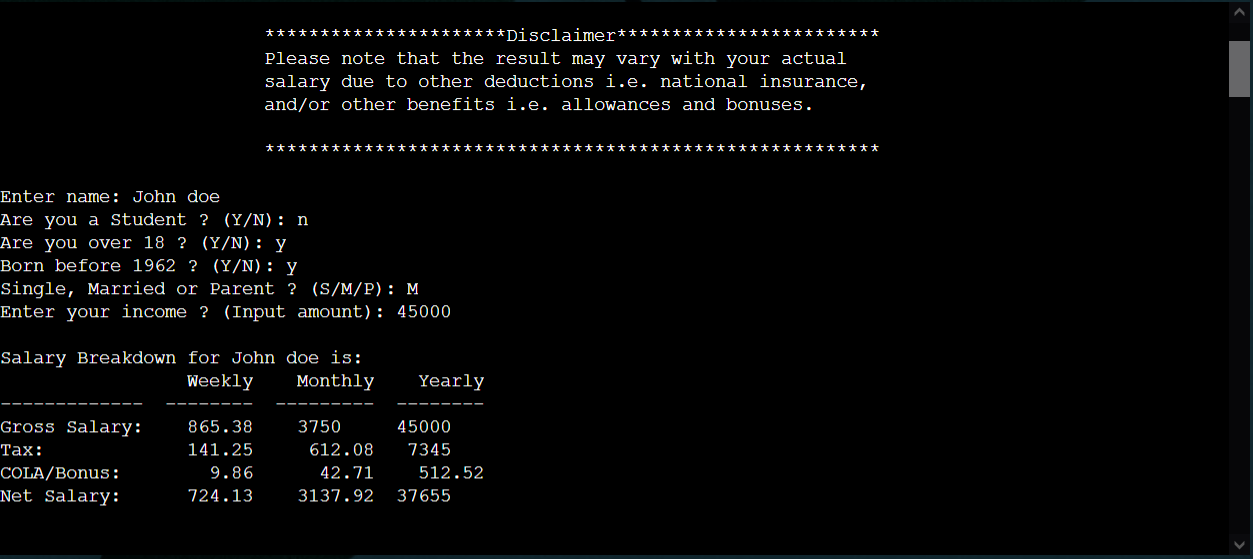 **********************Disclaimer************************
Please note that the result may vary with your actual
salary due to other deductions i.e. national insurance,
and/or other benefits i.e. allowances and bonuses.
********************************************************
Enter name: John doe
Are you a Student ? (Y/N): n
Are you over 18 ? (Y/N): y
Born before 1962 ? (Y/N): y
Single, Married or Parent ? (S/M/P): M
Enter your income ? (Input amount): 45000
Salary Breakdown for John doe is:
Weekly Monthly Yearly
------------- -------- --------- --------
Gross Salary: 865.38 3750 45000
Tax: 141.25 612.08 7345
COLA/Bonus: 9.86 42.71 512.52
Net Salary: 724.13 3137.92 37655